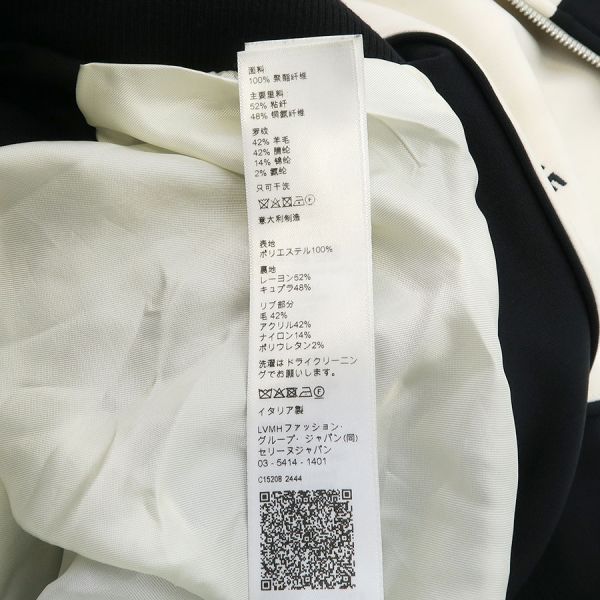 面料
100% 聚酯纤维
主要里料
52% 粘纤
48% 铜氨纤维
罗纹
42% 羊毛
42% 腈纶
14% 锦纶
2% 氨纶
只可干洗
意大利制造
表地
ポリエステル100%
裏地
レーヨン52%
キュプラ48%
リブ部分
毛 42%
アクリル42%
ナイロン14%
ポリウレタン2%
洗濯はドライクリーニン
グでお願いします。
イタリア製
LVMHファッション・
グループ・ジャパン(同)
セリーヌジャパン
03 - 5414 - 1401
C15208 2444